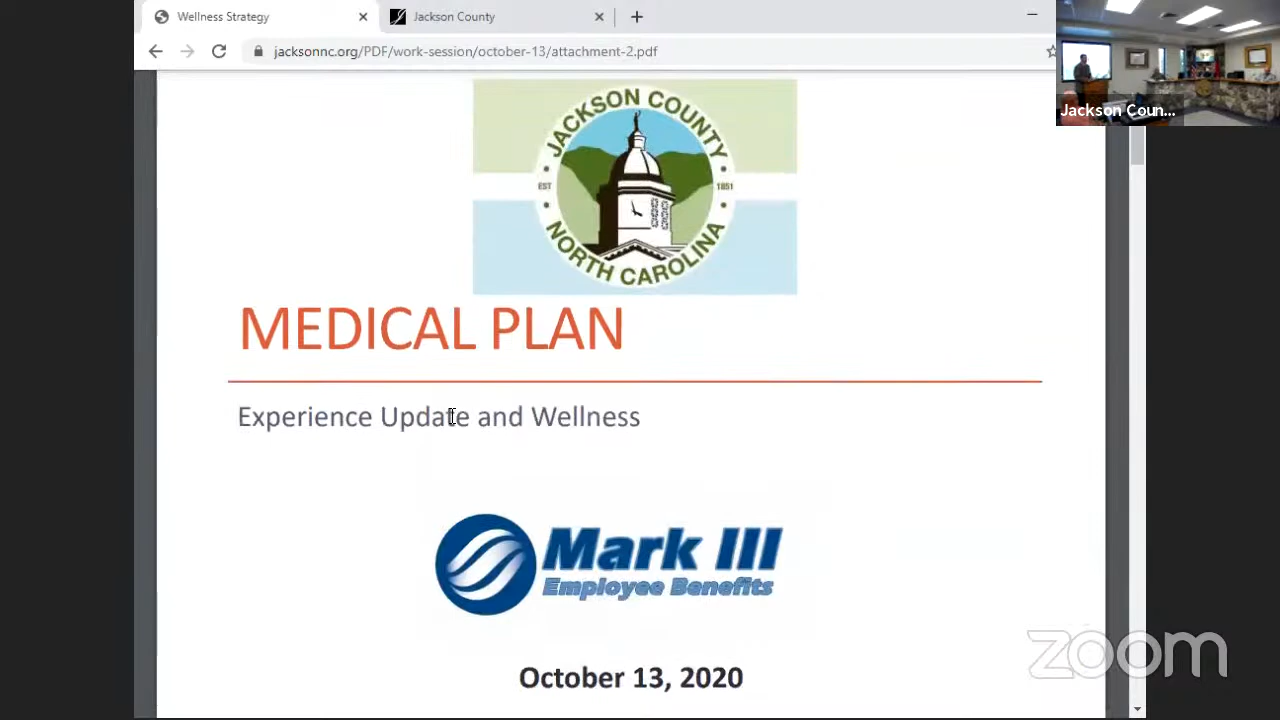 Wellness Strategy
Jackson County
jacksonnc.org/PDF/work-session/october-13/attachment-2.pdf
Jackson Coun...
JACKSON COUNTY
EST
1851
NORTH CAROLINA
MEDICAL PLAN
Experience Update and Wellness
Mark III
Employee Benefits
October 13, 2020
zoom